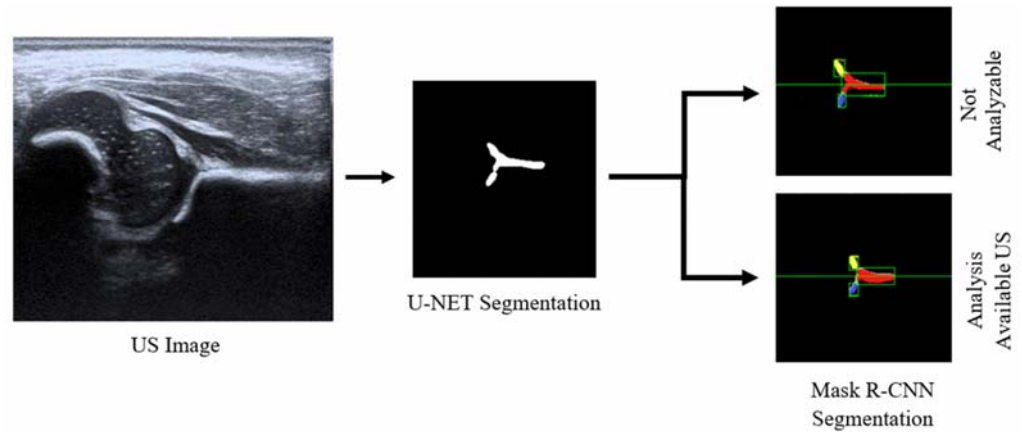 US Image
U-NET Segmentation
Not
Analyzable
Analysis
Available US
Mask R-CNN
Segmentation